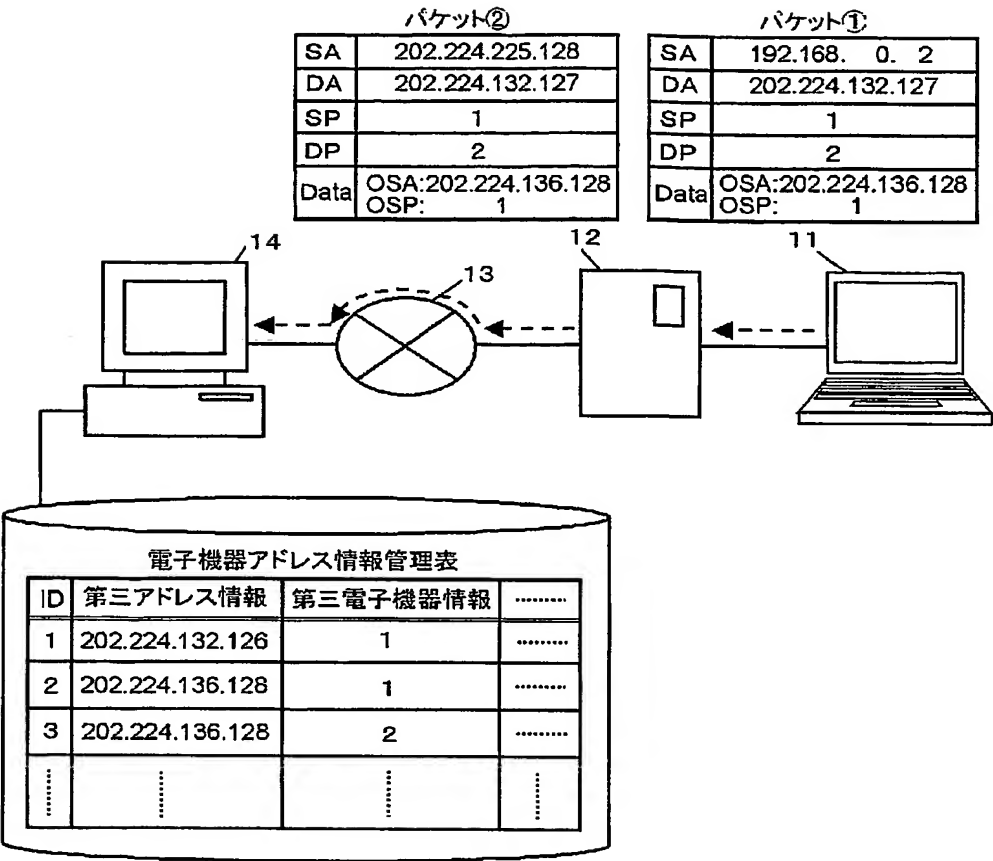 パケット②
SA 202.224.225.128
DA 202.224.132.127
SP 1
DP 2
Data OSA:202.224.136.128
OSP: 1
パケット①
SA 192.168. 0. 2
DA 202.224.132.127
SP 1
DP 2
Data OSA:202.224.136.128
OSP: 1
14
13
12
11
電子機器アドレス情報管理表
ID 第三アドレス情報 第三電子機器情報 ………
1 202.224.132.126 1 ………
2 202.224.136.128 1 ………
3 202.224.136.128 2 ………